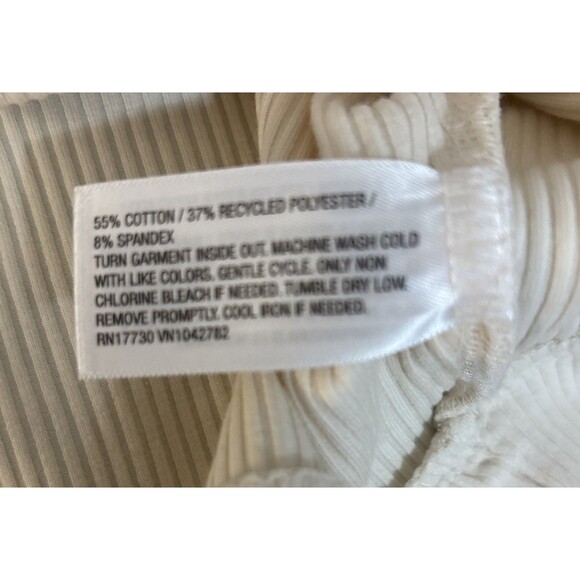 55% COTTON / 37% RECYCLED POLYESTER /
8% SPANDEX
TURN GARMENT INSIDE OUT. MACHINE WASH COLD
WITH LIKE COLORS. GENTLE CYCLE. ONLY NON
CHLORINE BLEACH IF NEEDED. TUMBLE DRY LOW.
REMOVE PROMPTLY. COOL IRON IF NEEDED.
RN17730 VN1042782